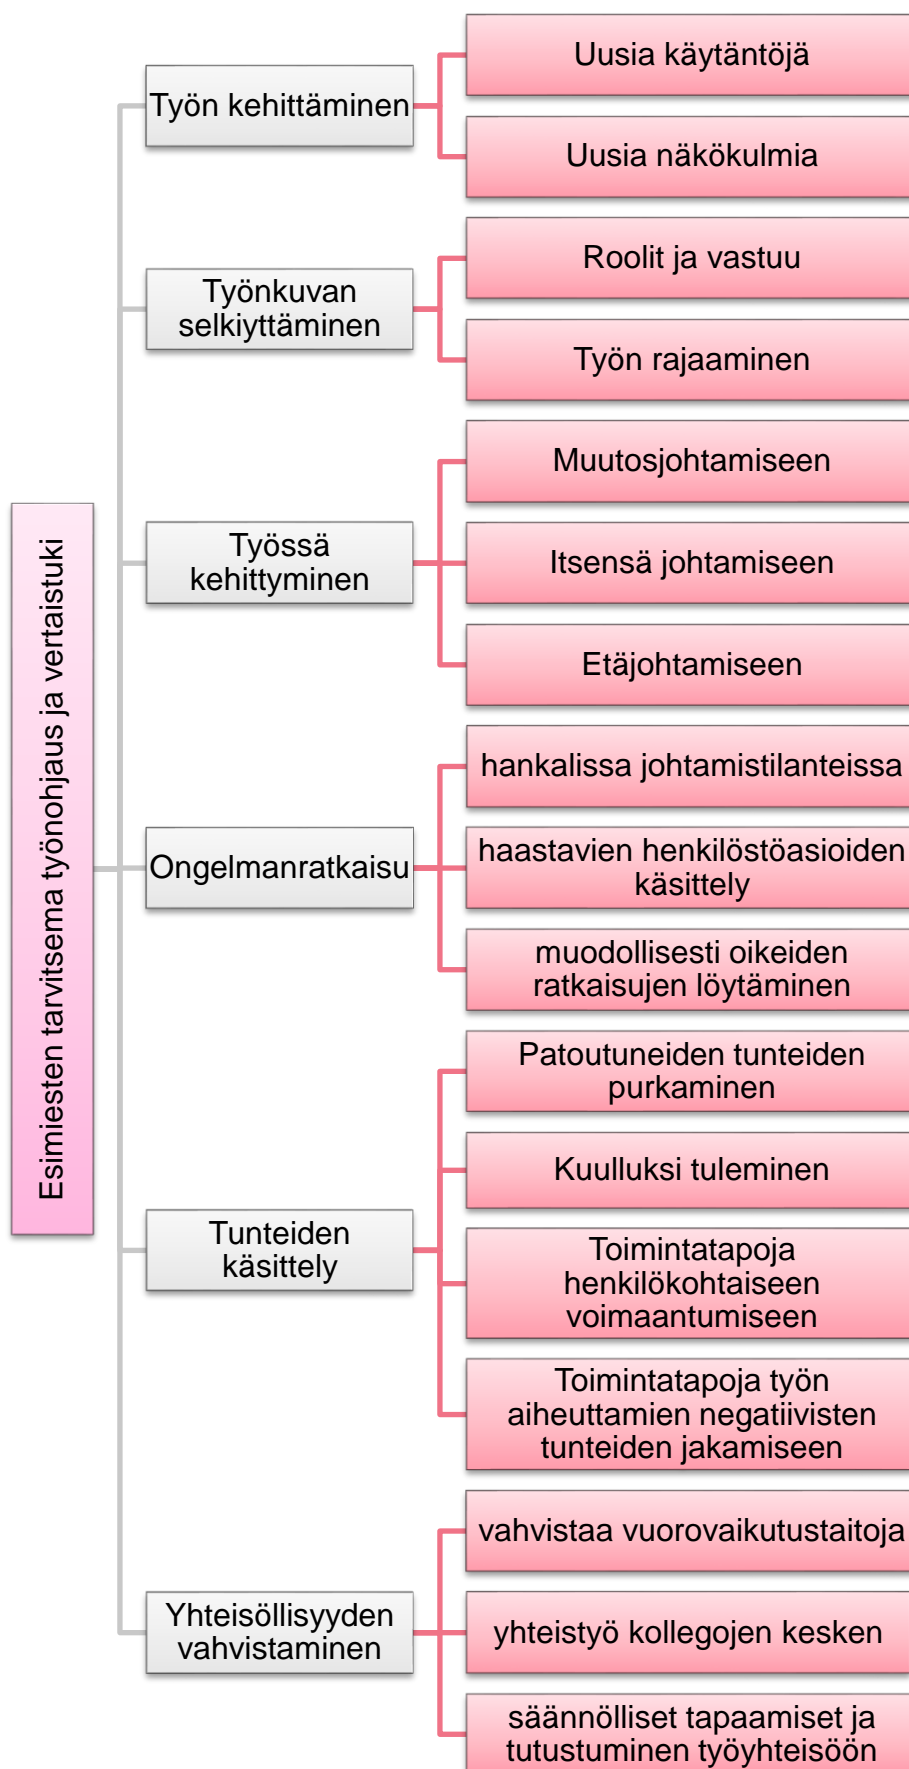 Esimiesten tarvitsema työnohjaus ja vertaistuki
Työn kehittäminen
Uusia käytäntöjä
Uusia näkökulmia
Työnkuvan
selkiyttäminen
Roolit ja vastuu
Työn rajaaminen
Työssä
kehittyminen
Muutosjohtamiseen
Itsensä johtamiseen
Etäjohtamiseen
Ongelmanratkaisu
hankalissa johtamistilanteissa
haastavien henkilöstöasioiden
käsittely
muodollisesti oikeiden
ratkaisujen löytäminen
Tunteiden
käsittely
Patoutuneiden tunteiden
purkaminen
Kuulluksi tuleminen
Toimintatapoja
henkilökohtaiseen
voimaantumiseen
Toimintatapoja työn
aiheuttamien negatiivisten
tunteiden jakamiseen
Yhteisöllisyyden
vahvistaminen
vahvistaa vuorovaikutustaitoja
yhteistyö kollegojen kesken
säännölliset tapaamiset ja
tutustuminen työyhteisöön